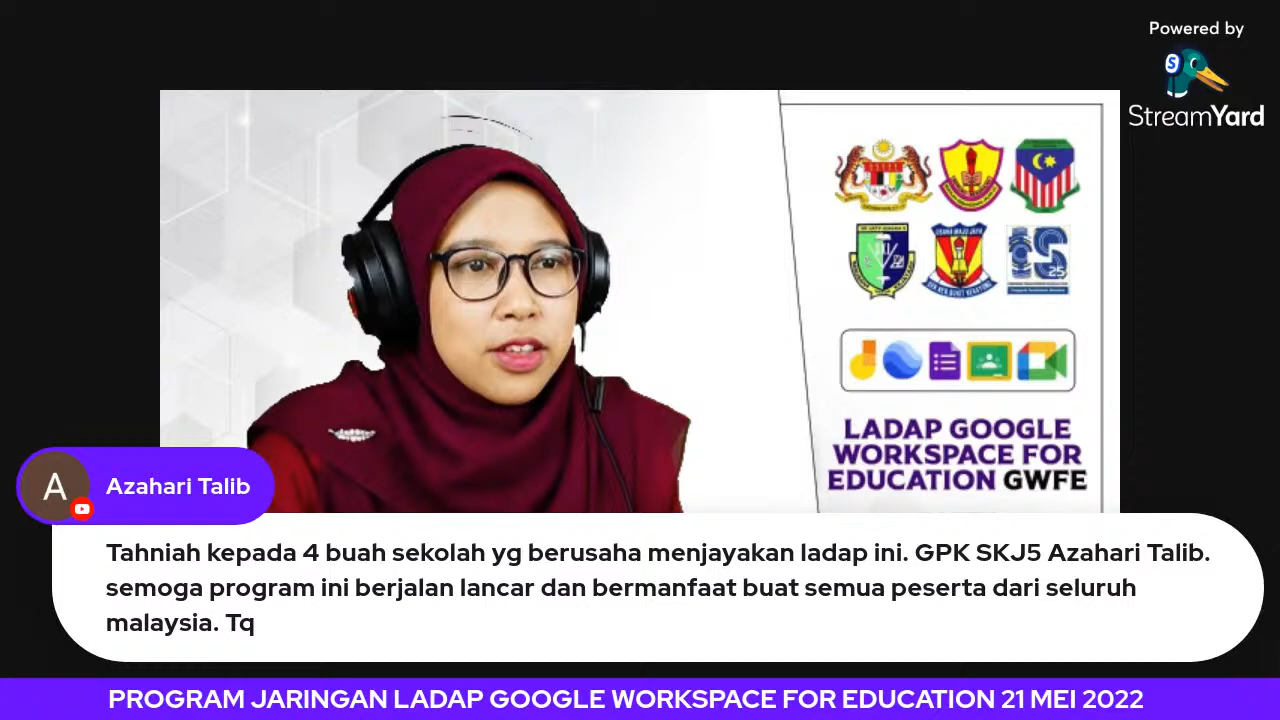 Powered by
StreamYard
LADAP GOOGLE
WORKSPACE FOR
EDUCATION GWFE
A
Azahari Talib
Tahniah kepada 4 buah sekolah yg berusaha menjayakan ladap ini. GPK SKJ5 Azahari Talib.
semoga program ini berjalan lancar dan bermanfaat buat semua peserta dari seluruh
malaysia. Tq
PROGRAM JARINGAN LADAP GOOGLE WORKSPACE FOR EDUCATION 21 MEI 2022